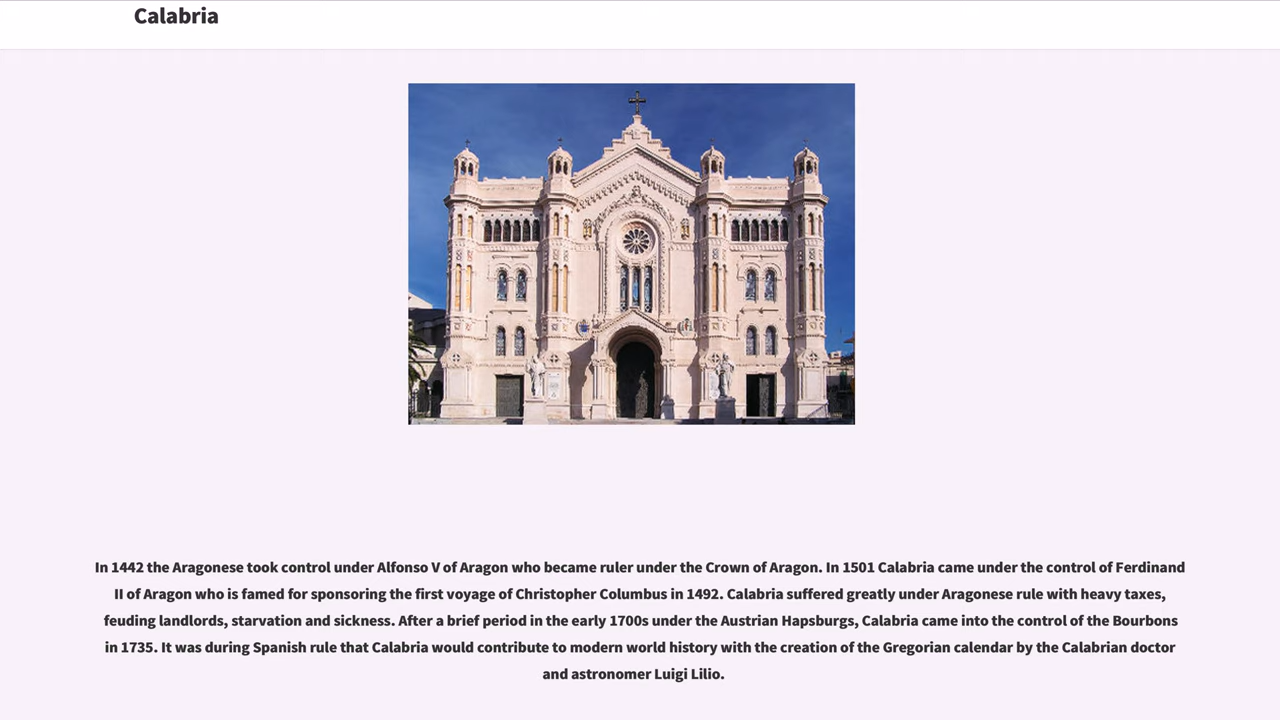 Calabria
In 1442 the Aragonese took control under Alfonso V of Aragon who became ruler under the Crown of Aragon. In 1501 Calabria came under the control of Ferdinand
II of Aragon who is famed for sponsoring the first voyage of Christopher Columbus in 1492. Calabria suffered greatly under Aragonese rule with heavy taxes,
feuding landlords, starvation and sickness. After a brief period in the early 1700s under the Austrian Hapsburgs, Calabria came into the control of the Bourbons
in 1735. It was during Spanish rule that Calabria would contribute to modern world history with the creation of the Gregorian calendar by the Calabrian doctor
and astronomer Luigi Lilio.